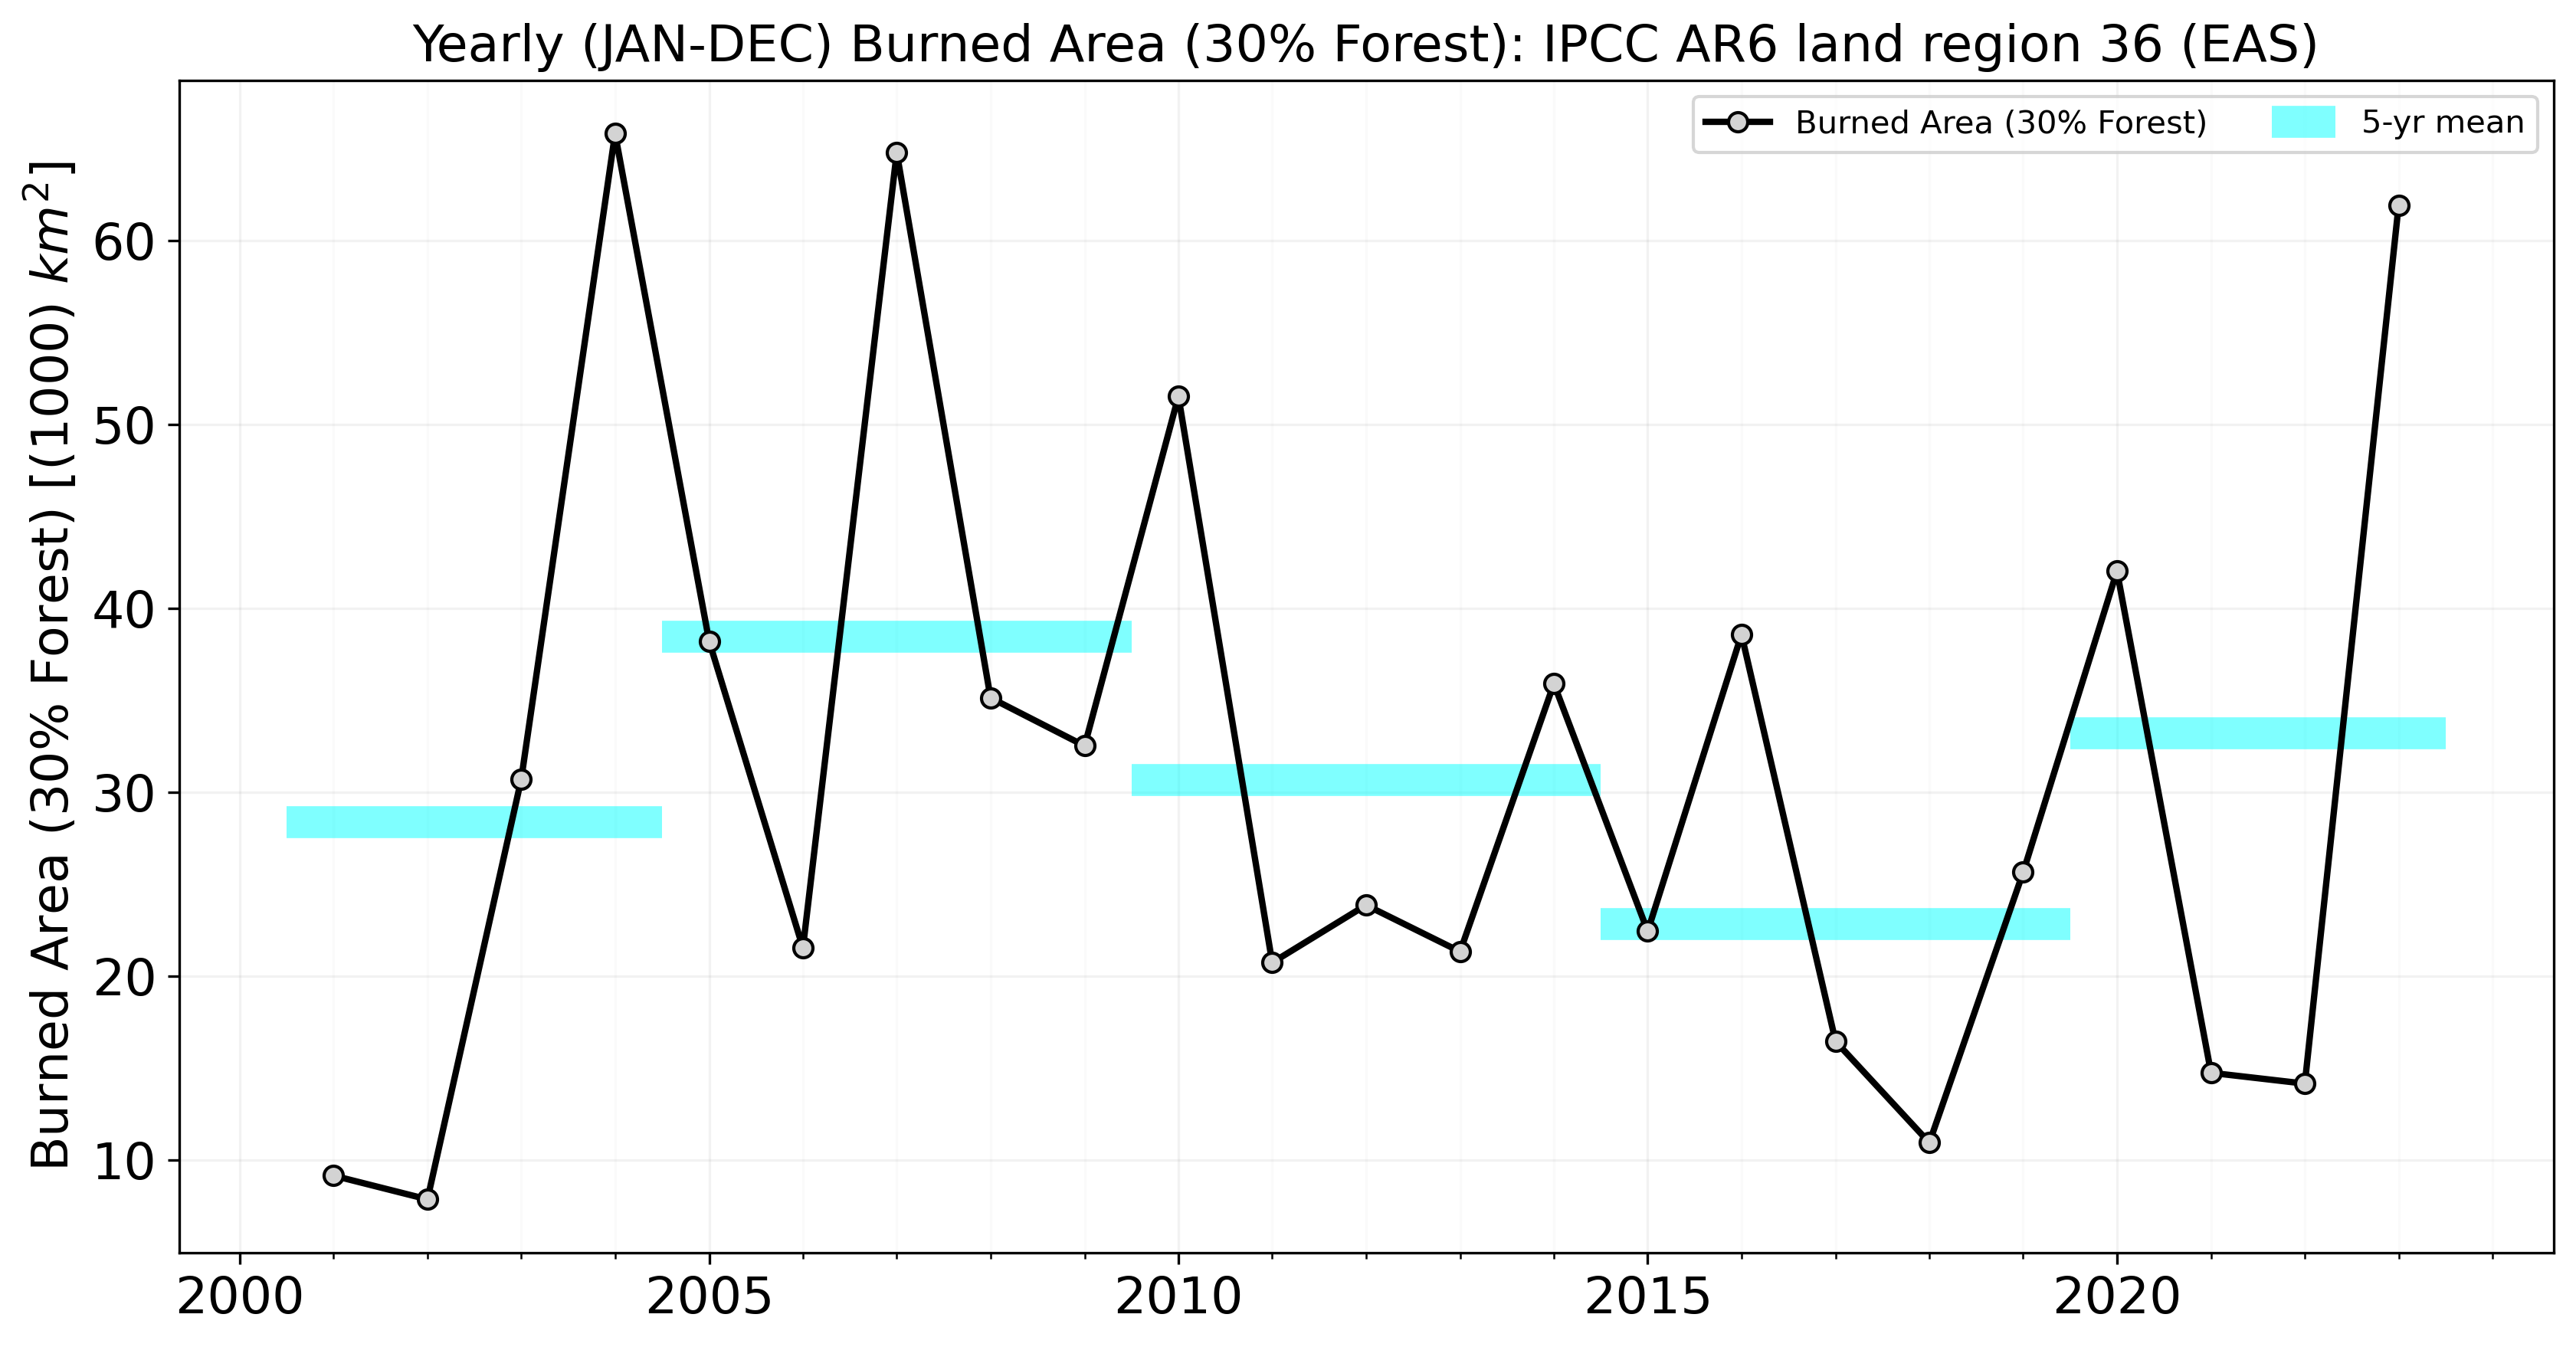 Yearly (JAN-DEC) Burned Area (30% Forest): IPCC AR6 land region 36 (EAS)
Burned Area (30% Forest) 5-yr mean
Burned Area (30% Forest) [(1000) km²]
60
50
40
30
20
10
2000 2005 2010 2015 2020